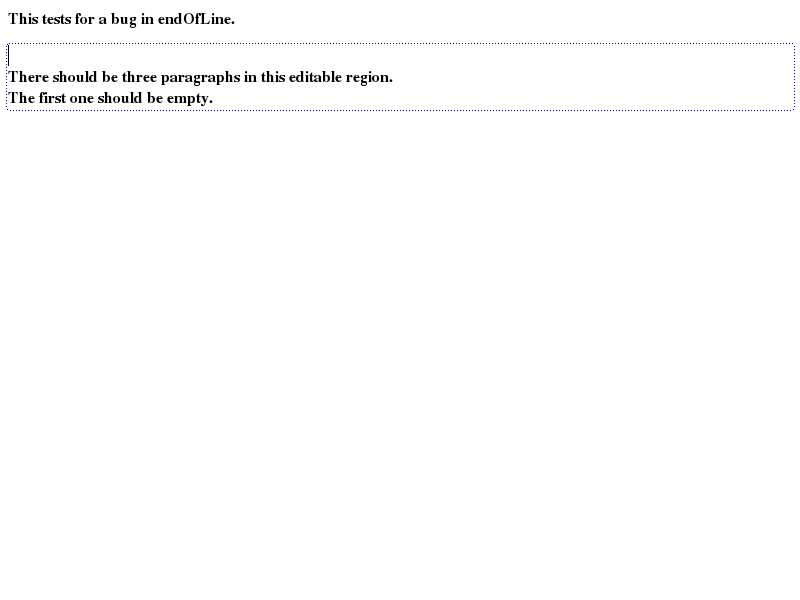 This tests for a bug in endOfLine.
There should be three paragraphs in this editable region.
The first one should be empty.